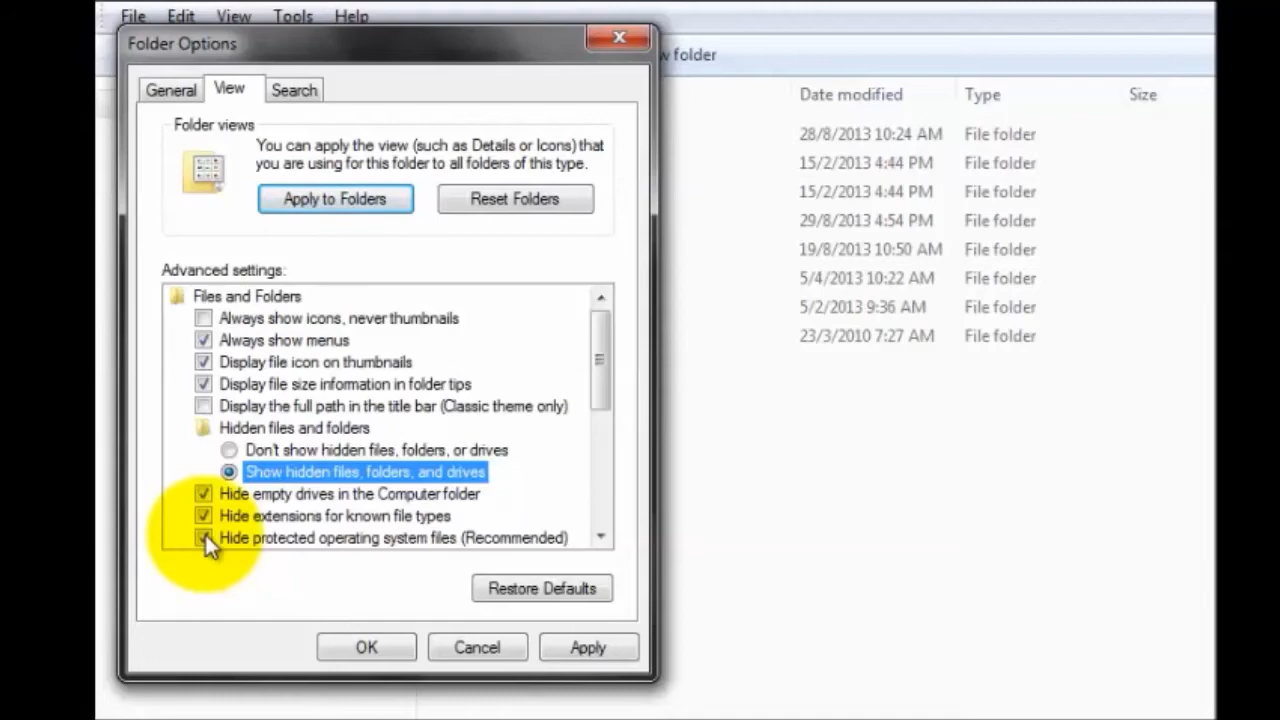 File Edit View Tools Help
Folder Options
folder
General View Search
Folder views
You can apply the view (such as Details or Icons) that
you are using for this folder to all folders of this type.
Apply to Folders Reset Folders
Advanced settings:
Files and Folders
Always show icons, never thumbnails
Always show menus
Display file icon on thumbnails
Display file size information in folder tips
Display the full path in the title bar (Classic theme only)
Hidden files and folders
Don't show hidden files, folders, or drives
Show hidden files, folders, and drives
Hide empty drives in the Computer folder
Hide extensions for known file types
Hide protected operating system files (Recommended)
Restore Defaults
OK Cancel Apply
Date modified Type Size
28/8/2013 10:24 AM File folder
15/2/2013 4:44 PM File folder
15/2/2013 4:44 PM File folder
29/8/2013 4:54 PM File folder
19/8/2013 10:50 AM File folder
5/4/2013 10:22 AM File folder
5/2/2013 9:36 AM File folder
23/3/2010 7:27 AM File folder